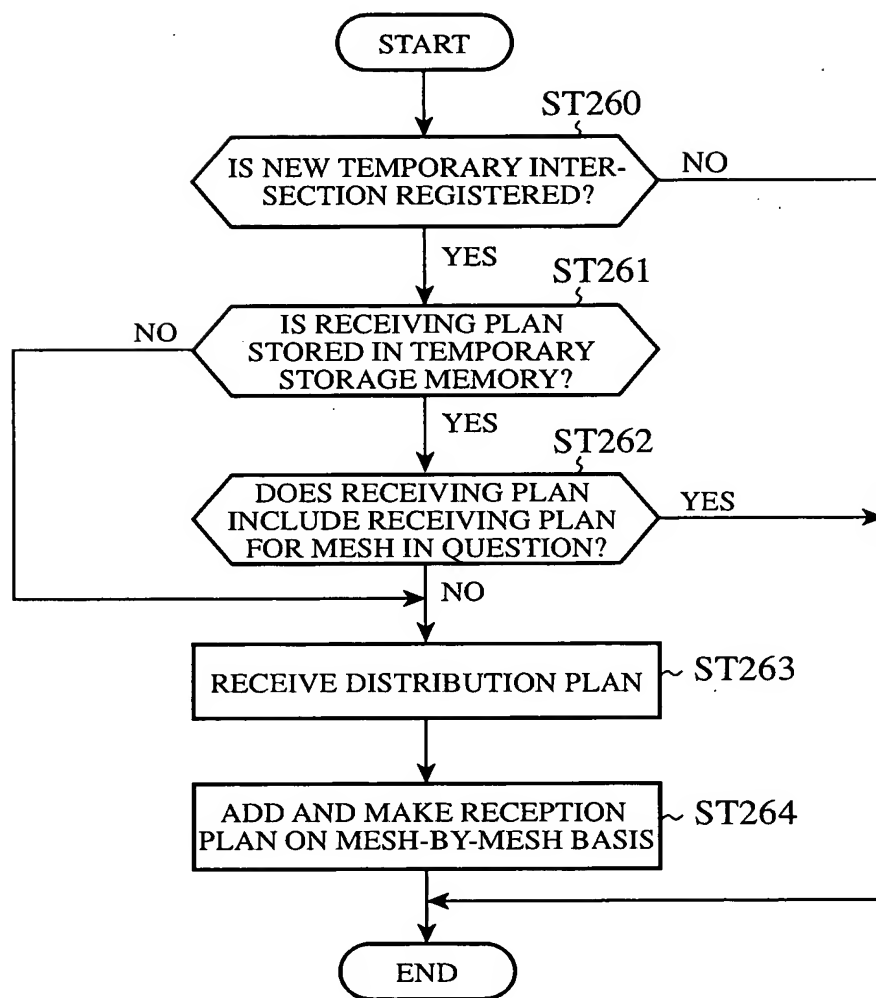 START
ST260
IS NEW TEMPORARY INTER-
SECTION REGISTERED?
NO
YES
ST261
IS RECEIVING PLAN
STORED IN TEMPORARY
STORAGE MEMORY?
NO
YES
ST262
DOES RECEIVING PLAN
INCLUDE RECEIVING PLAN
FOR MESH IN QUESTION?
YES
NO
RECEIVE DISTRIBUTION PLAN
ST263
ADD AND MAKE RECEPTION
PLAN ON MESH-BY-MESH BASIS
ST264
END